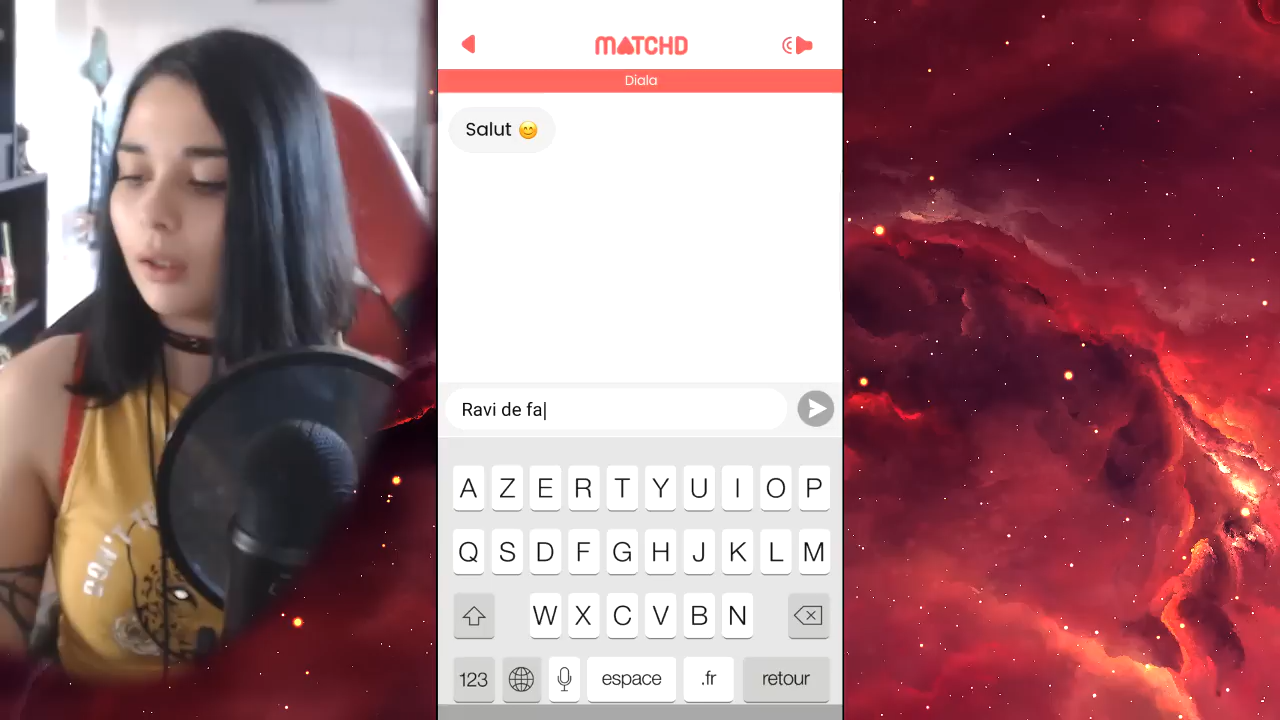 MATCHD
Diala
Salut 😊
Ravi de fa
A Z E R T Y U I O P
Q S D F G H J K L M
W X C V B N
123 espace .fr retour